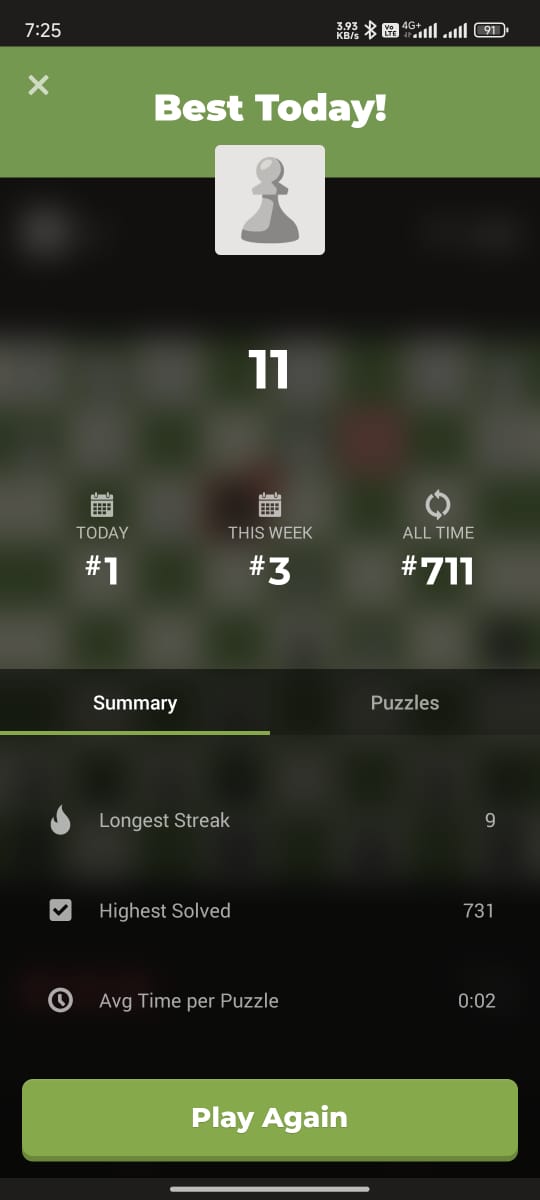 7:25
3.93
KB/s
Vo
LTE
4G+
91
Best Today!
11
TODAY
THIS WEEK
ALL TIME
#1
#3
#711
Summary
Puzzles
Longest Streak
9
Highest Solved
731
Avg Time per Puzzle
0:02
Play Again